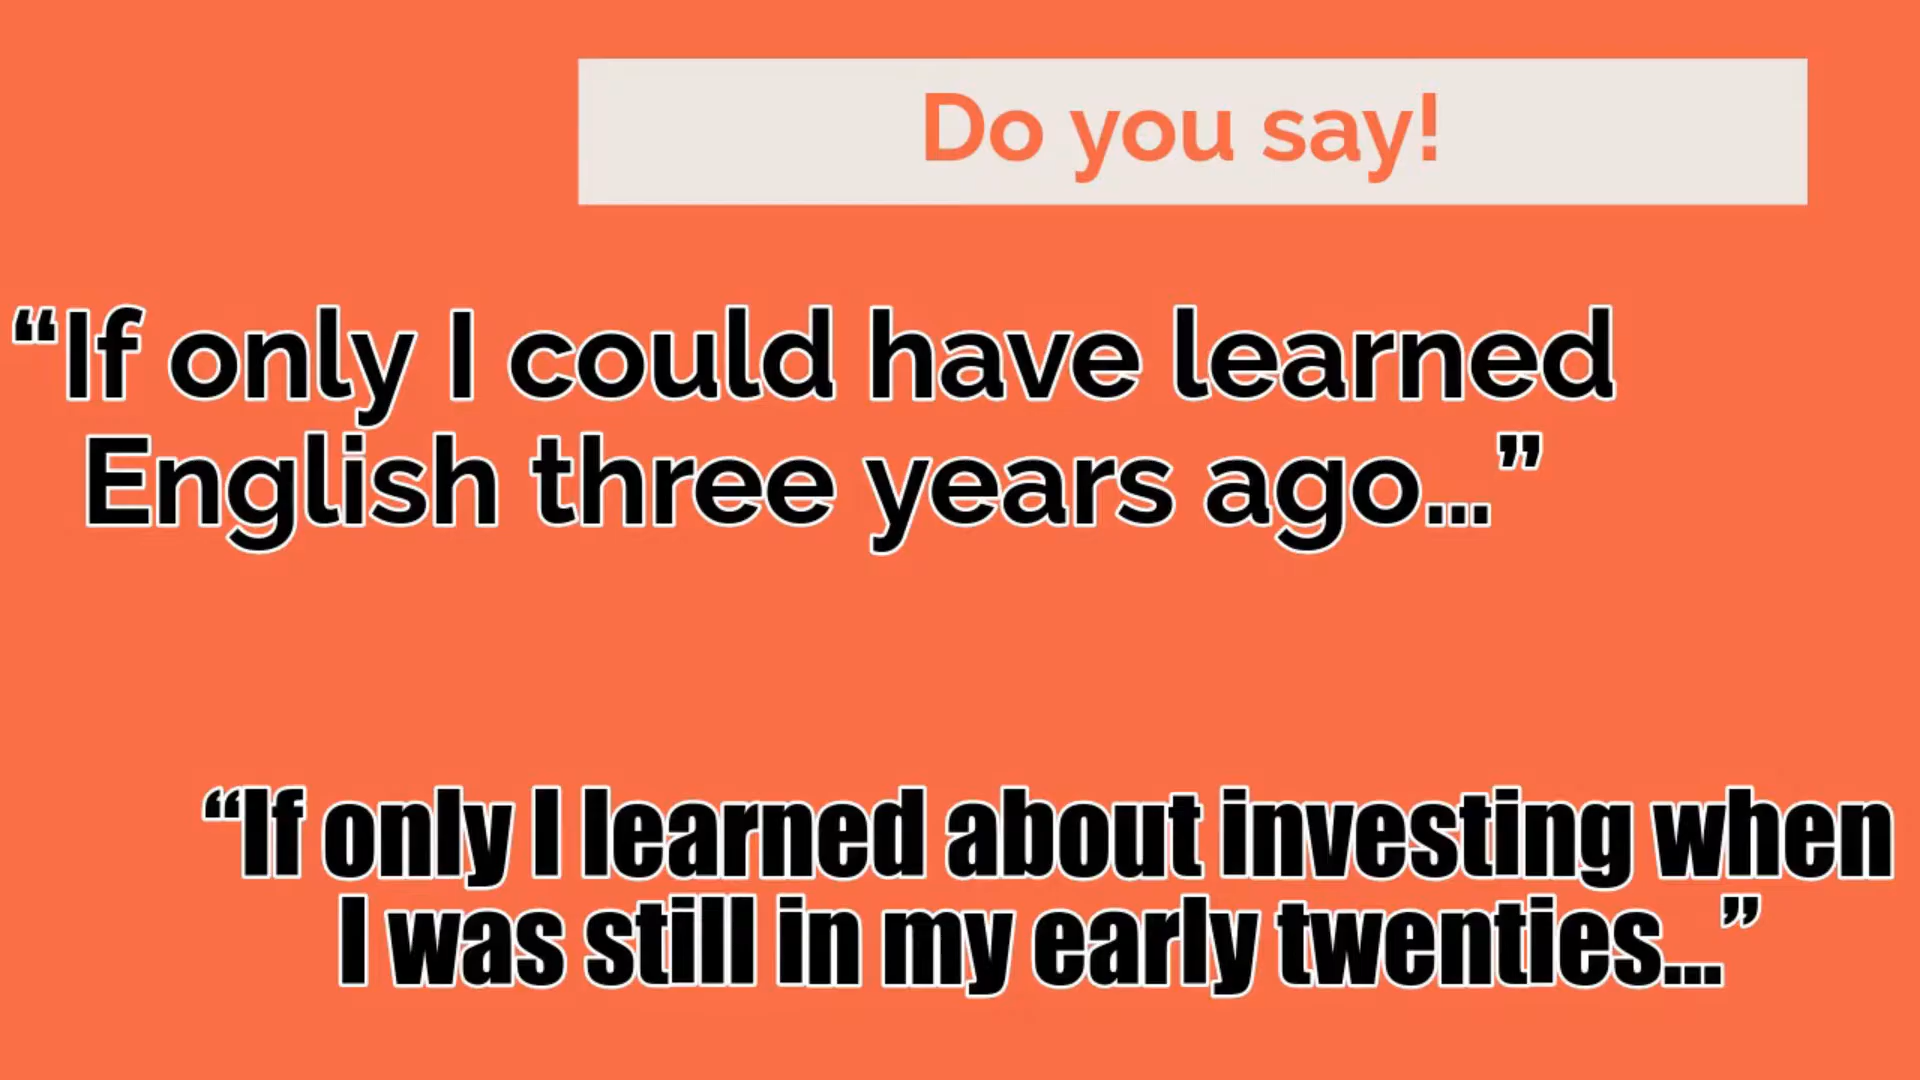 Do you say!
“If only I could have learned
English three years ago...”
“If only I learned about investing when
I was still in my early twenties...”